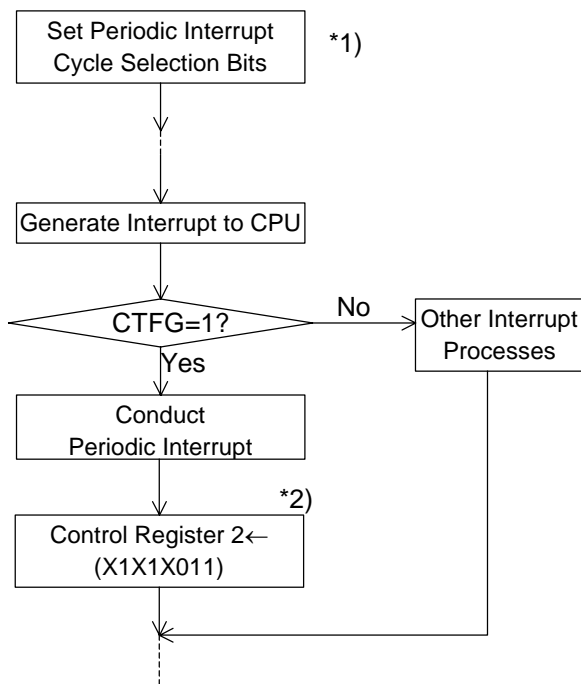 Set Periodic Interrupt
Cycle Selection Bits
*1)
Generate Interrupt to CPU
CTFG=1?
No
Other Interrupt
Processes
Yes
Conduct
Periodic Interrupt
*2)
Control Register 2←
(X1X1X011)